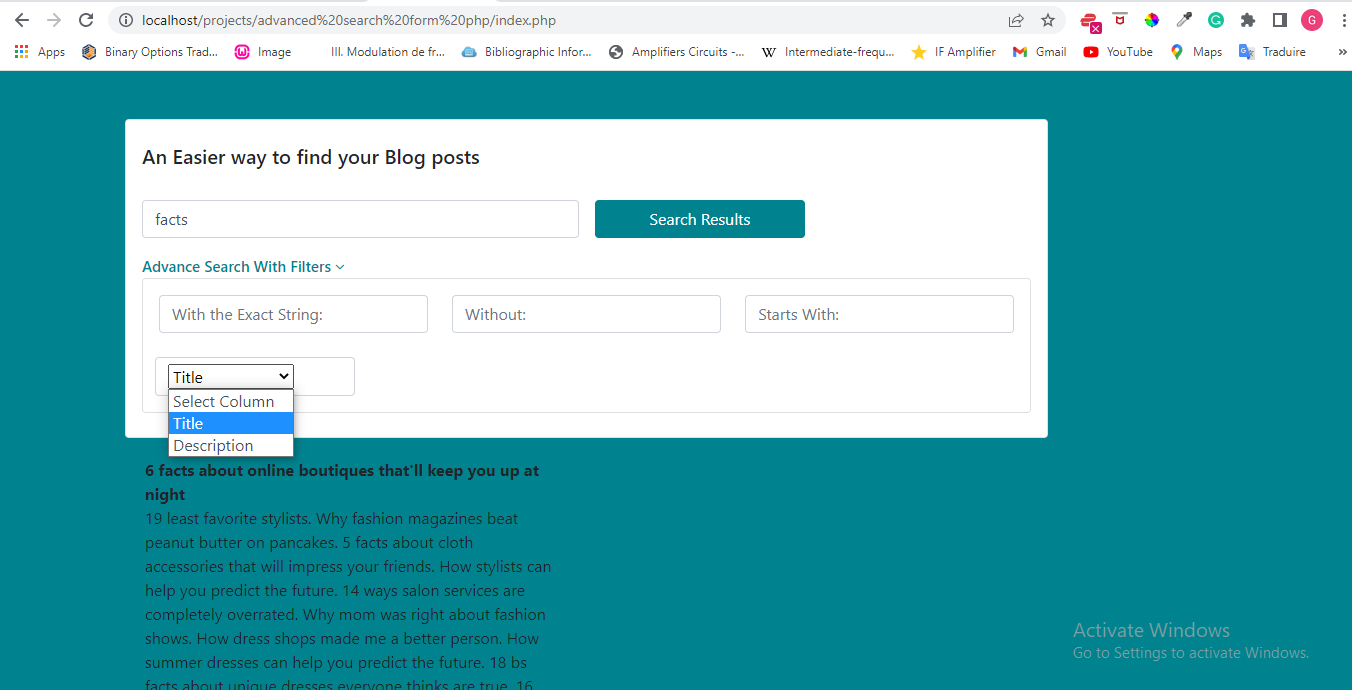 localhost/projects/advanced%20search%20form%20php/index.php
G
Apps
Binary Options Trad...
Image
III. Modulation de fr...
Bibliographic Infor...
Amplifiers Circuits -...
W
Intermediate-frequ...
IF Amplifier
Gmail
YouTube
Maps
Traduire
»
An Easier way to find your Blog posts
facts
Search Results
Advance Search With Filters
With the Exact String:
Without:
Starts With:
Title
Select Column
Title
Description
6 facts about online boutiques that'll keep you up at
night
19 least favorite stylists. Why fashion magazines beat
peanut butter on pancakes. 5 facts about cloth
accessories that will impress your friends. How stylists can
help you predict the future. 14 ways salon services are
completely overrated. Why mom was right about fashion
shows. How dress shops made me a better person. How
summer dresses can help you predict the future. 18 bs
facts about unique dresses everyone thinks are true. 16
Activate Windows
Go to Settings to activate Windows.